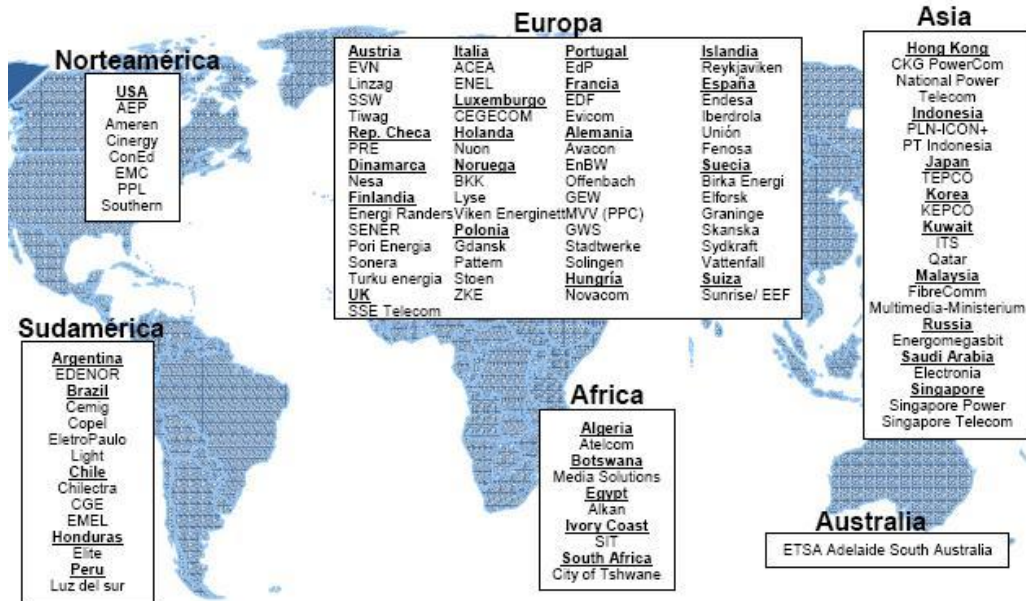 Norteamérica
USA
AEP
Ameren
Cinergy
ConEd
EMC
PPL
Southern
Sudamérica
Argentina
EDENOR
Brazil
Cemig
Copel
EletroPaulo
Light
Chile
Chilectra
CGE
EMEL
Honduras
Elite
Peru
Luz del sur
Europa
Austria
EVN
Linzag
SSW
Tiwag
Rep. Checa
PRE
Dinamarca
Nesa
Finlandia
Energi Randers
SENER
Pori Energia
Sonera
Turku energia
UK
SSE Telecom
Italia
ACEA
ENEL
Luxemburgo
CEGECOM
Holanda
Nuon
Noruega
BKK
Lyse
Viken Energinett
Polonia
Gdansk
Pattern
Stoen
ZKE
Portugal
EdP
Francia
EDF
Evicom
Alemania
Avacon
EnBW
Offenbach
GEW
MVV (PPC)
GWS
Stadtwerke
Solingen
Hungría
Novacom
Islandia
Reykjaviken
España
Endesa
Iberdrola
Unión
Fenosa
Suecia
Birka Energi
Elforsk
Graninge
Skanska
Sydkraft
Vattenfall
Suiza
Sunrise/ EEF
Africa
Algeria
Atelcom
Botswana
Media Solutions
Egypt
Alkan
Ivory Coast
SIT
South Africa
City of Tshwane
Asia
Hong Kong
CKG PowerCom
National Power
Telecom
Indonesia
PLN-ICON+
PT Indonesia
Japan
TEPCO
Korea
KEPCO
Kuwait
ITS
Qatar
Malaysia
FibreComm
Multimedia-Ministerium
Russia
Energomegasbit
Saudi Arabia
Electronia
Singapore
Singapore Power
Singapore Telecom
Australia
ETSA Adelaide South Australia